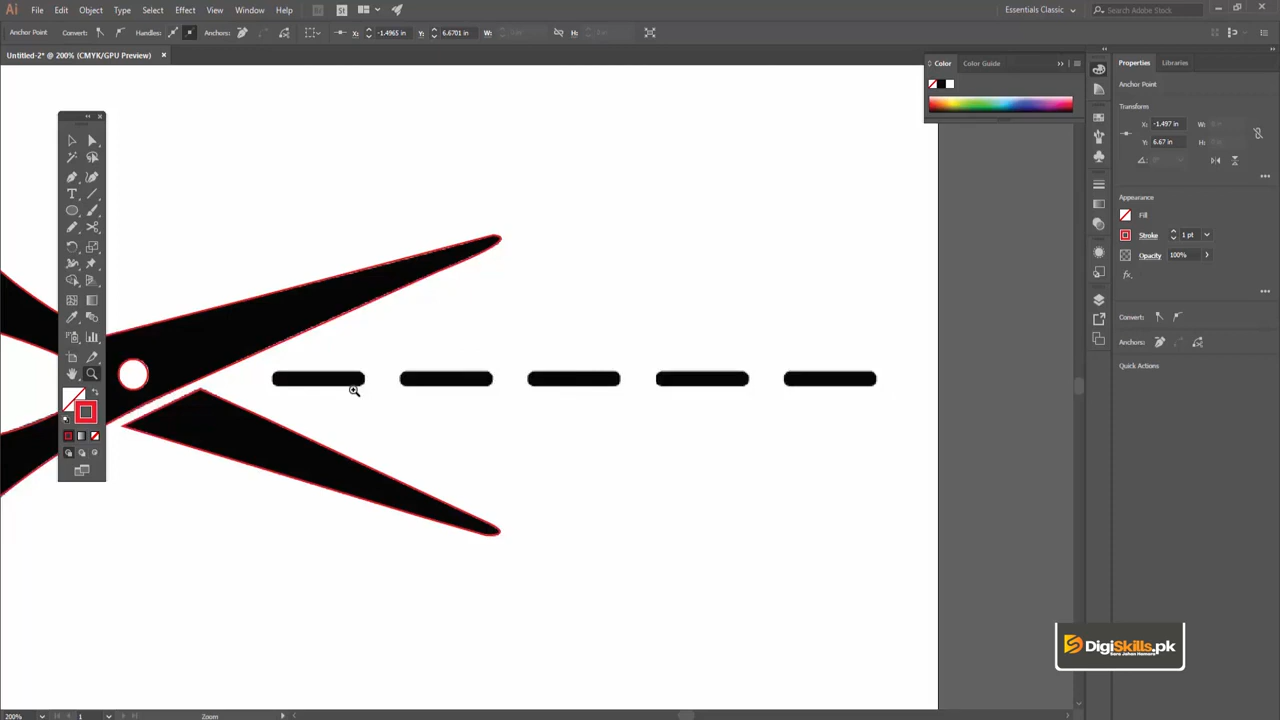 Ai File Edit Object Type Select Effect View Window Help Br St Essentials Classic Search Adobe Stock
Anchor Point Convert: Handles: Anchors: X: -1.4965 in Y: 6.6701 in W: H:
Untitled-2* @ 200% (CMYK/GPU Preview) ×
Color Color Guide
Properties Libraries
Anchor Point
Transform
X: -1.497 in W:
Y: 6.67 in H:
Appearance
Fill
Stroke 1 pt
Opacity 100%
fx.
Convert:
Anchors:
Quick Actions
DigiSkills.pk
200% 1 Zoom